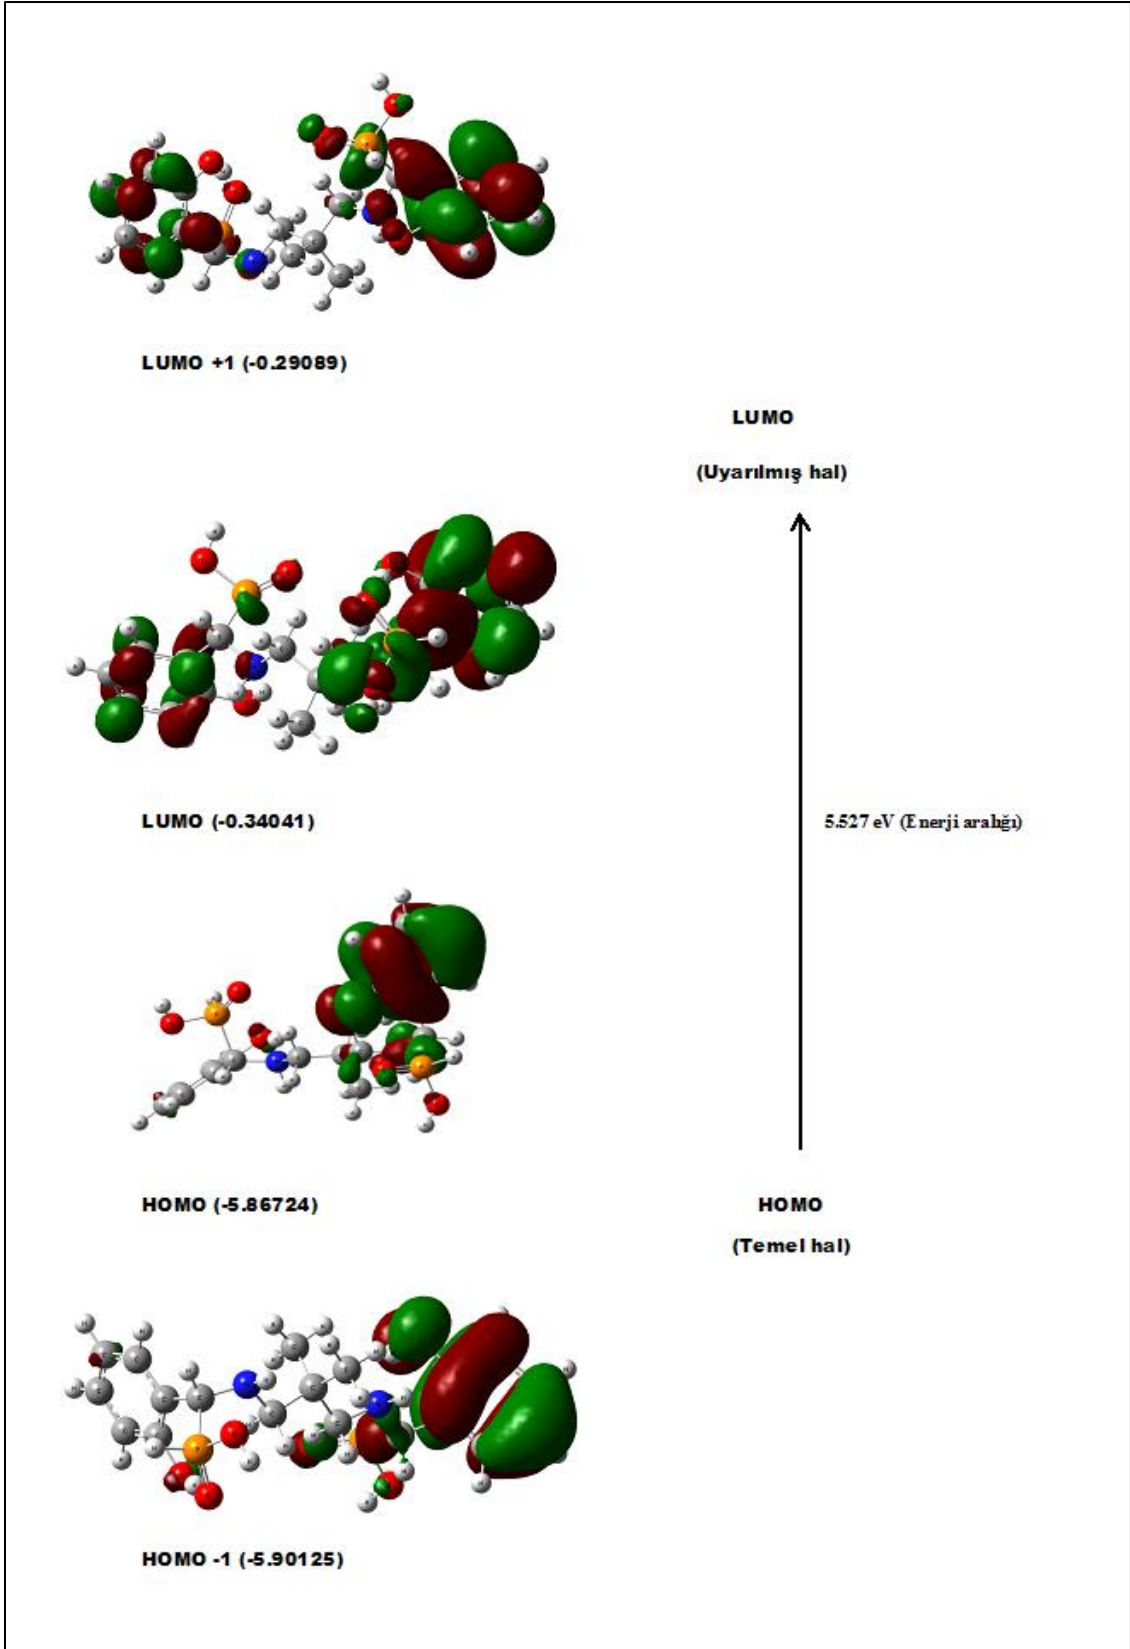 LUMO +1 (-0.29089)
LUMO
(Uyarılmış hal)
LUMO (-0.34041)
5.527 eV (Enerji aralığı)
HOMO (-5.86724)
HOMO
(Temel hal)
HOMO -1 (-5.90125)